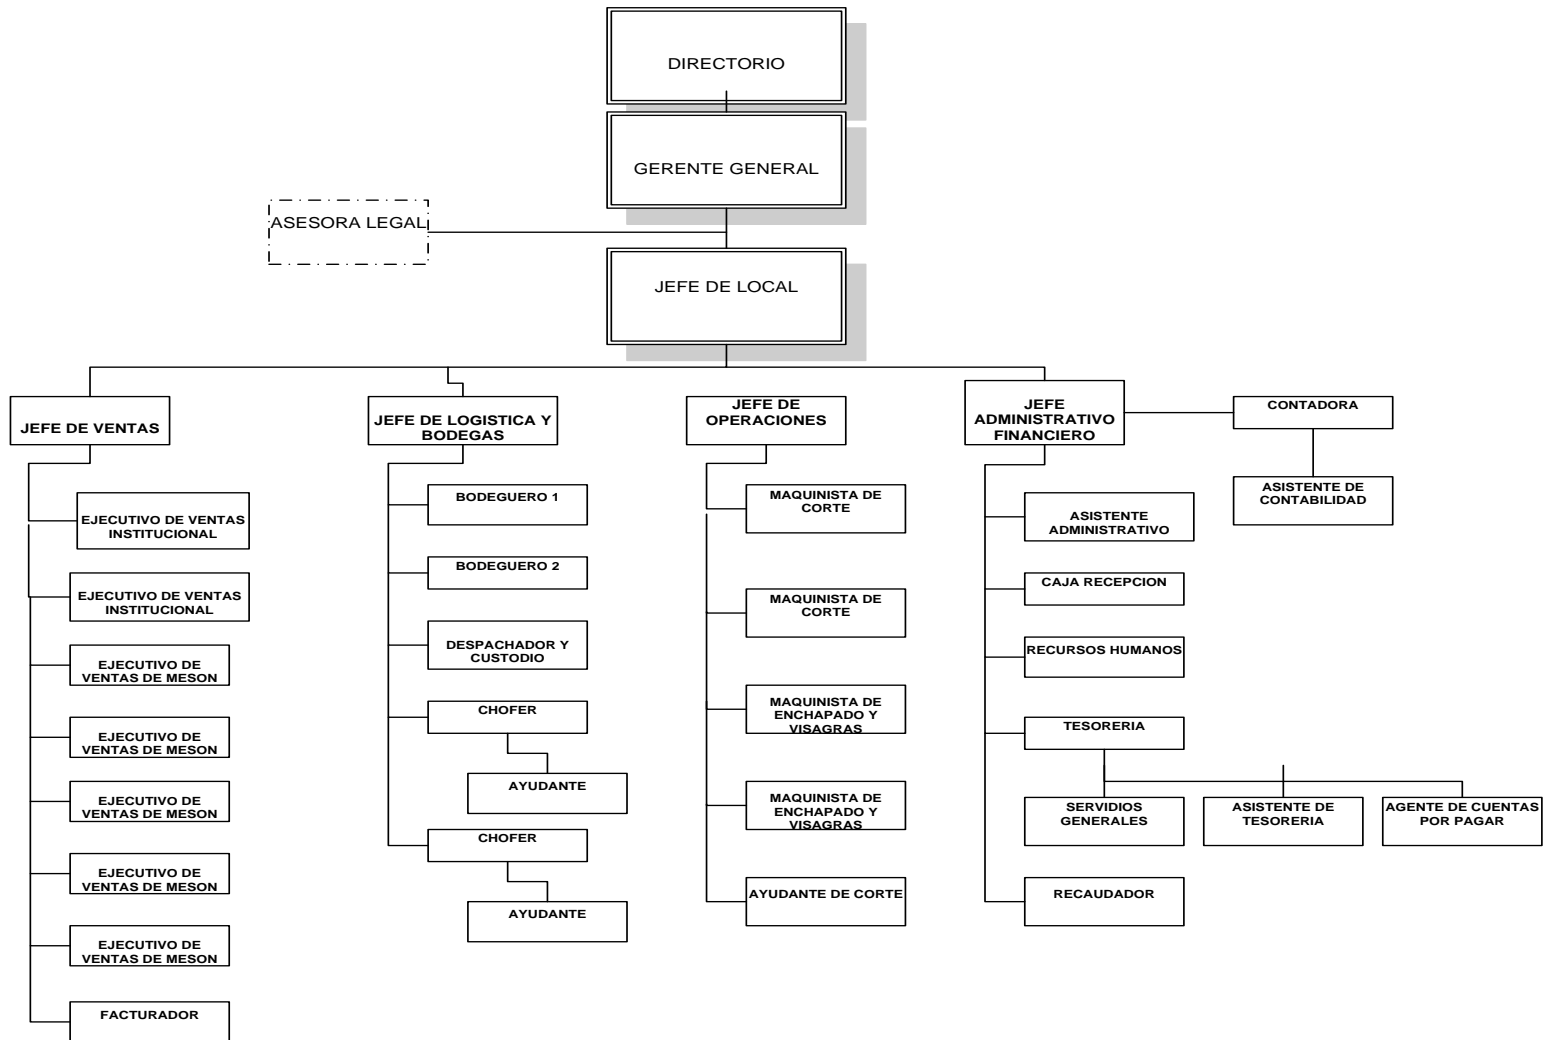 DIRECTORIO
GERENTE GENERAL
ASESORA LEGAL
JEFE DE LOCAL
JEFE DE VENTAS
JEFE DE LOGISTICA Y
BODEGAS
JEFE DE
OPERACIONES
JEFE
ADMINISTRATIVO
FINANCIERO
CONTADORA
ASISTENTE DE
CONTABILIDAD
EJECUTIVO DE VENTAS
INSTITUCIONAL
EJECUTIVO DE VENTAS
INSTITUCIONAL
EJECUTIVO DE
VENTAS DE MESON
EJECUTIVO DE
VENTAS DE MESON
EJECUTIVO DE
VENTAS DE MESON
EJECUTIVO DE
VENTAS DE MESON
EJECUTIVO DE
VENTAS DE MESON
FACTURADOR
BODEGUERO 1
BODEGUERO 2
DESPACHADOR Y
CUSTODIO
CHOFER
AYUDANTE
CHOFER
AYUDANTE
MAQUINISTA DE
CORTE
MAQUINISTA DE
CORTE
MAQUINISTA DE
ENCHAPADO Y
VISAGRAS
MAQUINISTA DE
ENCHAPADO Y
VISAGRAS
AYUDANTE DE CORTE
ASISTENTE
ADMINISTRATIVO
CAJA RECEPCION
RECURSOS HUMANOS
TESORERIA
SERVIDIOS
GENERALES
ASISTENTE DE
TESORERIA
AGENTE DE CUENTAS
POR PAGAR
RECAUDADOR